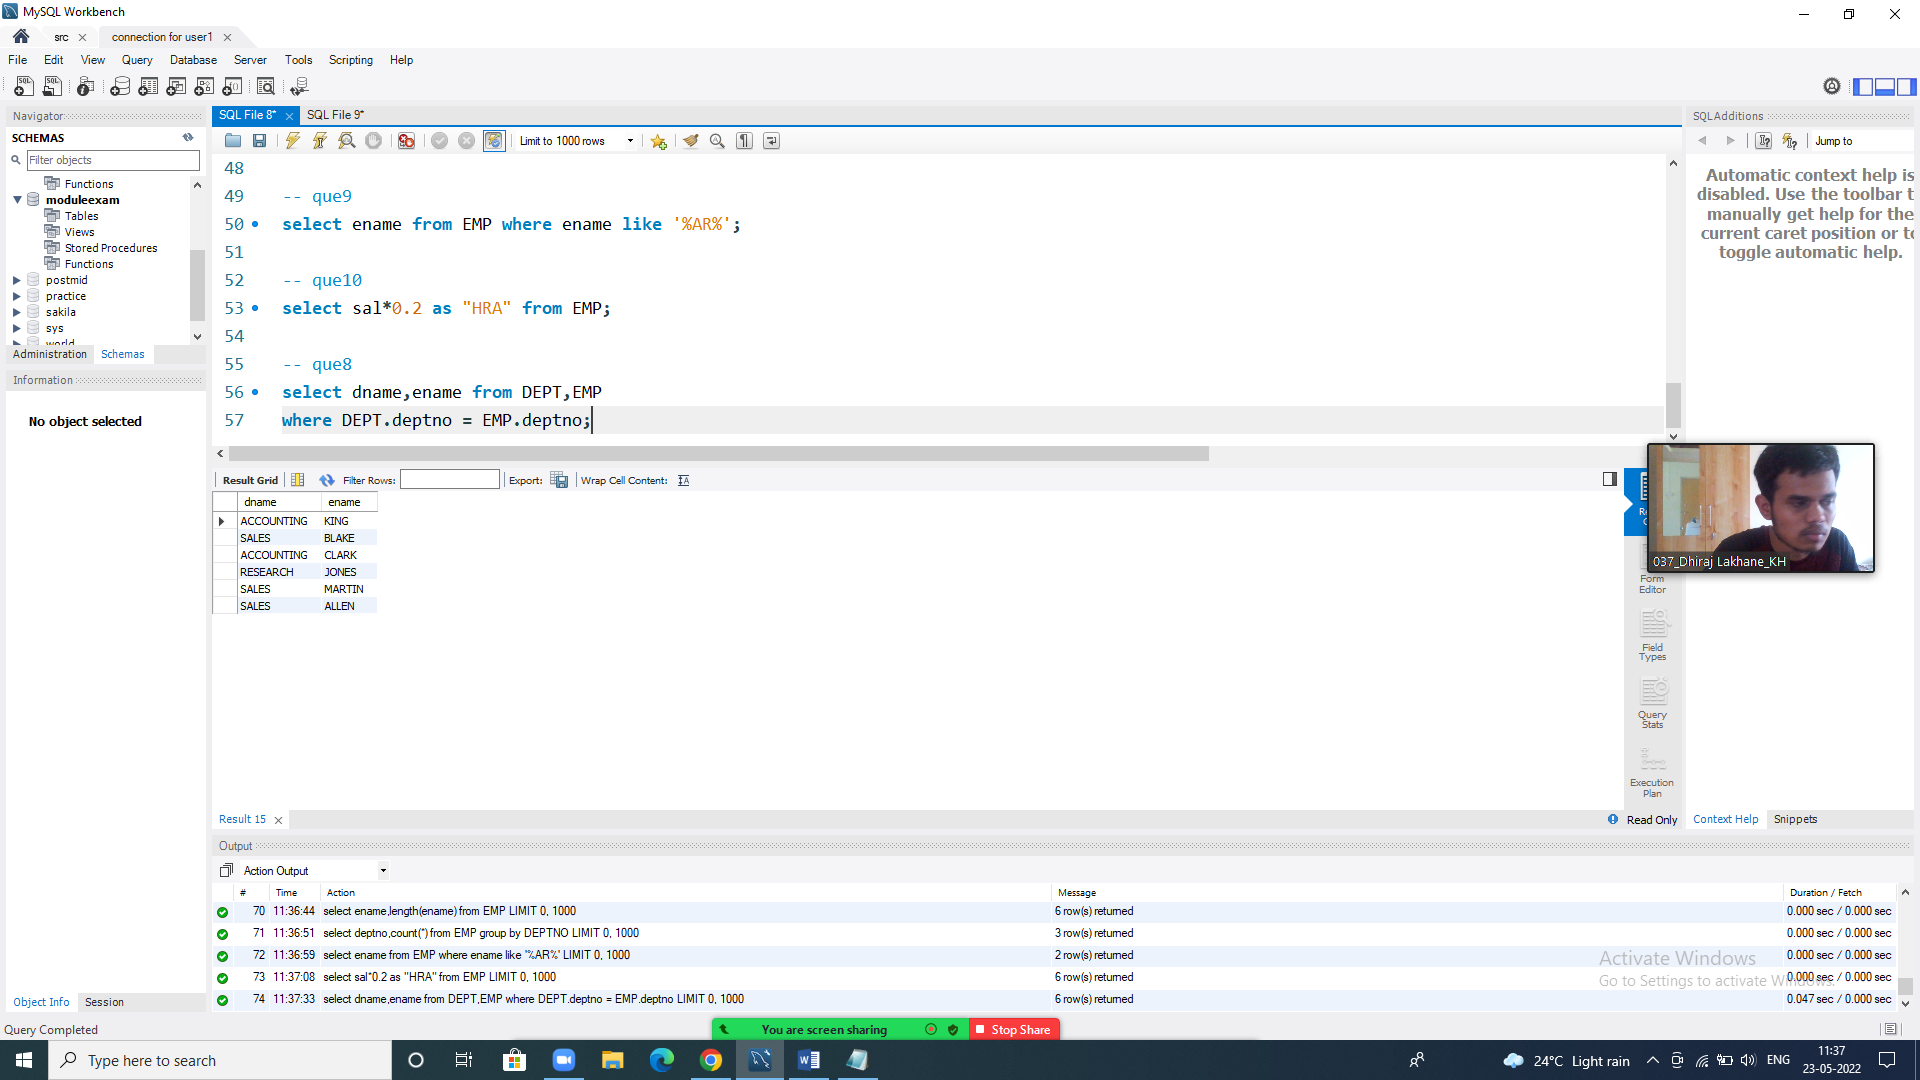 MySQL Workbench
src
connection for user1
File Edit View Query Database Server Tools Scripting Help
Navigator
SCHEMAS
Filter objects
Functions
moduleexam
Tables
Views
Stored Procedures
Functions
postmid
practice
sakila
sys
world
Administration Schemas
Information
No object selected
Object Info Session
Query Completed
SQL File 8* SQL File 9*
Limit to 1000 rows
48
49 -- que9
50 select ename from EMP where ename like '%AR%';
51
52 -- que10
53 select sal*0.2 as "HRA" from EMP;
54
55 -- que8
56 select dname,ename from DEPT,EMP
57 where DEPT.deptno = EMP.deptno;
Result Grid Filter Rows: Export: Wrap Cell Content:
dname ename
ACCOUNTING KING
SALES BLAKE
ACCOUNTING CLARK
RESEARCH JONES
SALES MARTIN
SALES ALLEN
Form
Editor
Field
Types
Query
Stats
Execution
Plan
Result 15
Read Only
SQLAdditions
Jump to
Automatic context help is
disabled. Use the toolbar t
manually get help for the
current caret position or to
toggle automatic help.
Context Help Snippets
037_Dhiraj Lakhane_KH
Output
Action Output
# Time Action Message Duration / Fetch
70 11:36:44 select ename,length(ename) from EMP LIMIT 0, 1000 6 row(s) returned 0.000 sec / 0.000 sec
71 11:36:51 select deptno,count(*) from EMP group by DEPTNO LIMIT 0, 1000 3 row(s) returned 0.000 sec / 0.000 sec
72 11:36:59 select ename from EMP where ename like '%AR%' LIMIT 0, 1000 2 row(s) returned 0.000 sec / 0.000 sec
73 11:37:08 select sal*0.2 as "HRA" from EMP LIMIT 0, 1000 6 row(s) returned 0.000 sec / 0.000 sec
74 11:37:33 select dname,ename from DEPT,EMP where DEPT.deptno = EMP.deptno LIMIT 0, 1000 6 row(s) returned 0.047 sec / 0.000 sec
Activate Windows
Go to Settings to activate Windows.
You are screen sharing Stop Share
Type here to search
24°C Light rain
ENG
11:37
23-05-2022